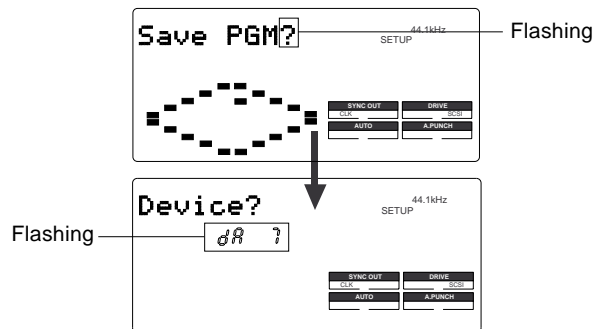 Save PGM?
44.1kHz
SETUP
Flashing
SYNC OUT DRIVE
CLK SCSI
AUTO A.PUNCH
Device?
44.1kHz
SETUP
Flashing
dA 7
SYNC OUT DRIVE
CLK SCSI
AUTO A.PUNCH